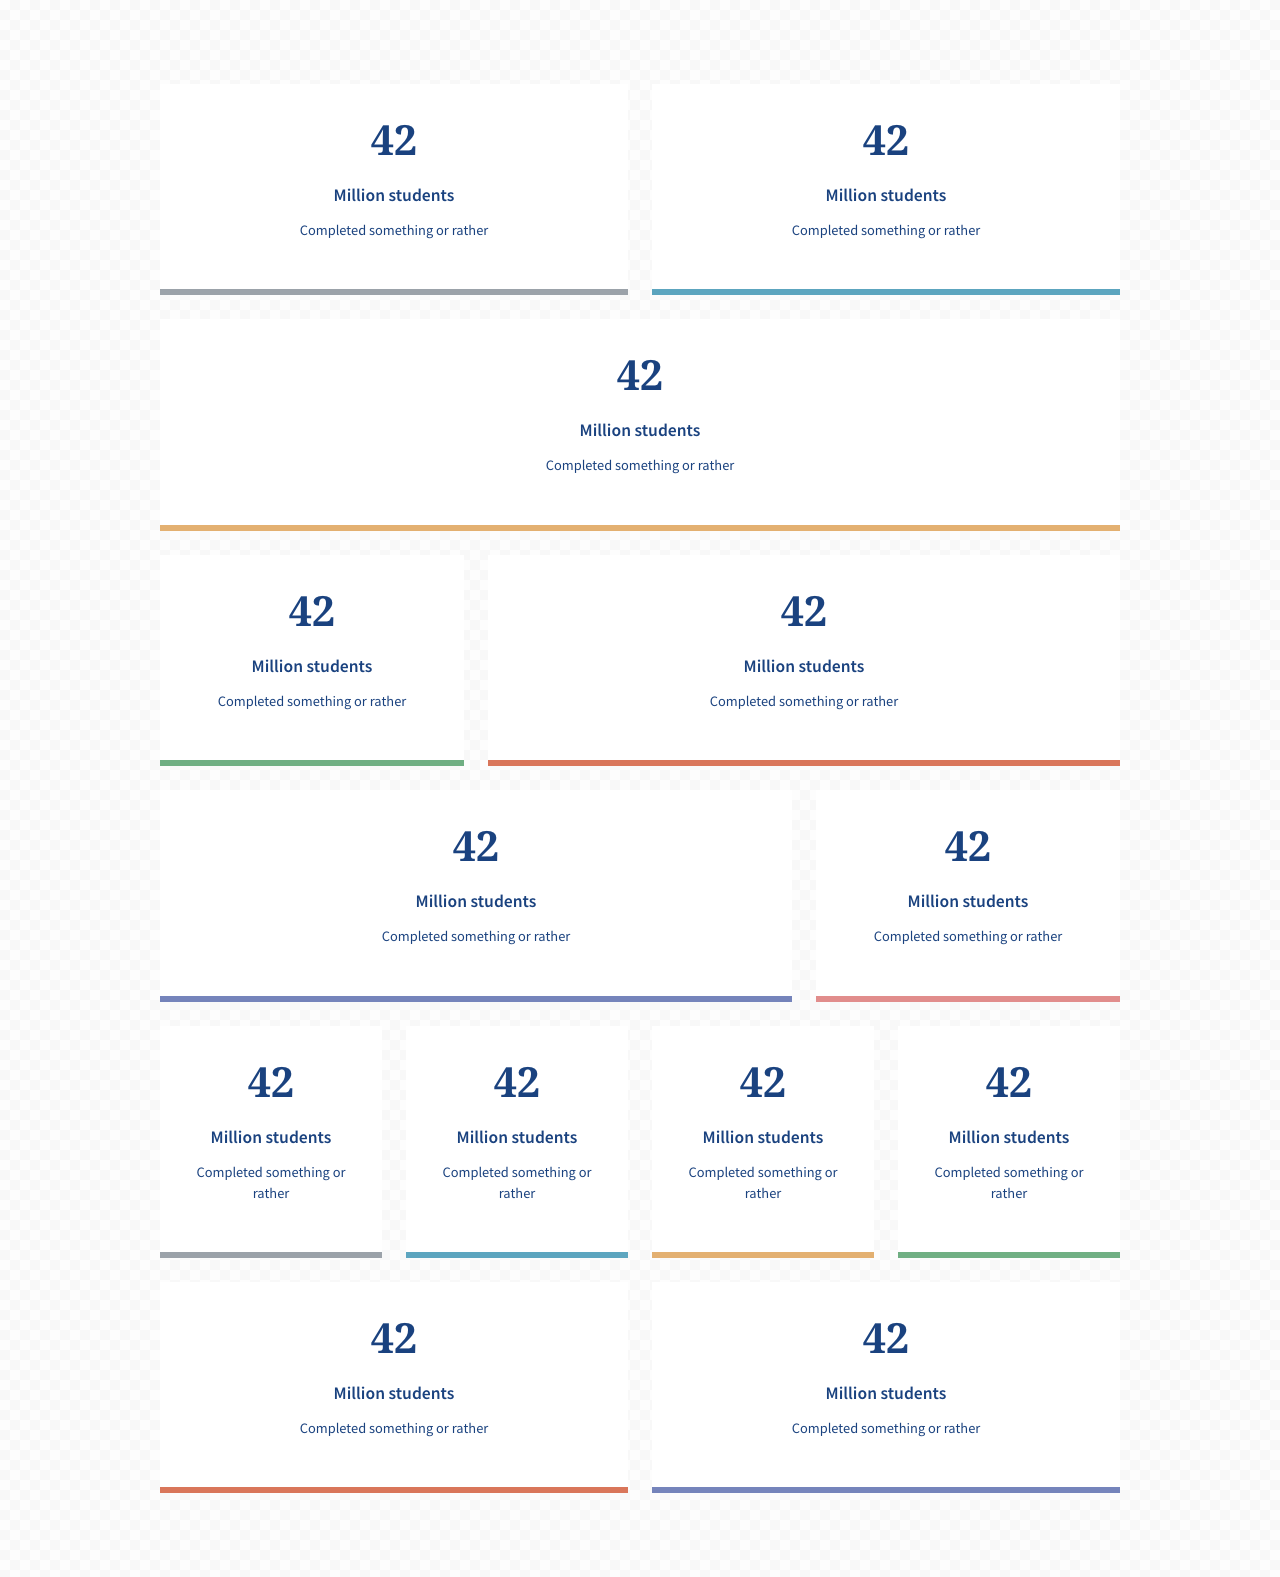 42
Million students
Completed something or rather
42
Million students
Completed something or rather
42
Million students
Completed something or rather
42
Million students
Completed something or rather
42
Million students
Completed something or rather
42
Million students
Completed something or rather
42
Million students
Completed something or rather
42
Million students
Completed something or
rather
42
Million students
Completed something or
rather
42
Million students
Completed something or
rather
42
Million students
Completed something or
rather
42
Million students
Completed something or rather
42
Million students
Completed something or rather